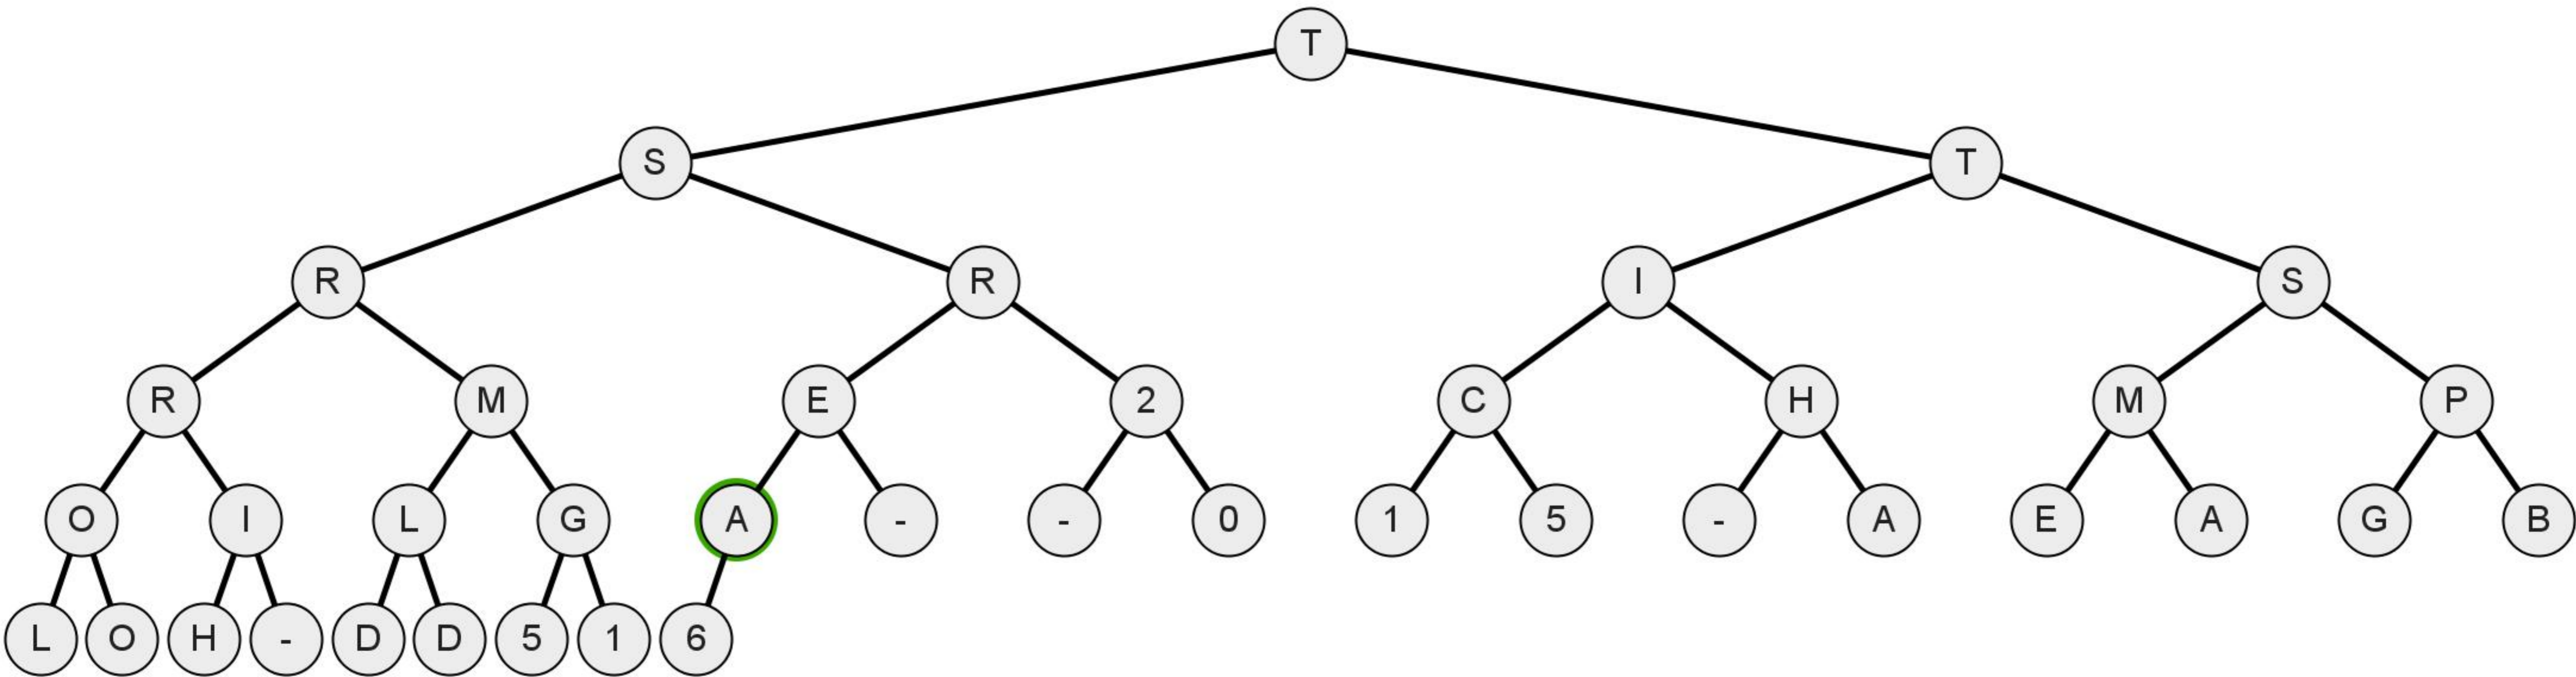 T
S T
R R I S
R M E 2 C H M P
O I L G A - - 0 1 5 - A E A G B
L O H - D D 5 1 6